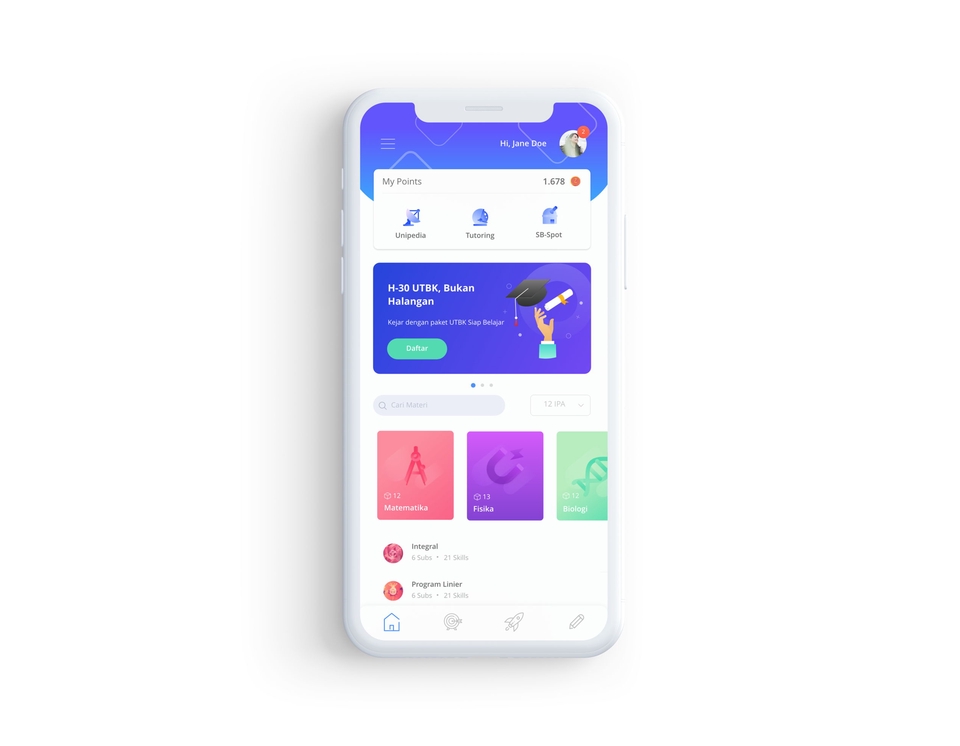 Hi, Jane Doe
2
My Points
1.678
Unipedia
Tutoring
SB-Spot
H-30 UTBK, Bukan
Halangan
Kejar dengan paket UTBK Siap Belajar
Daftar
Cari Materi
12 IPA
12
Matematika
13
Fisika
12
Biologi
Integral
6 Subs • 21 Skills
Program Linier
6 Subs • 21 Skills